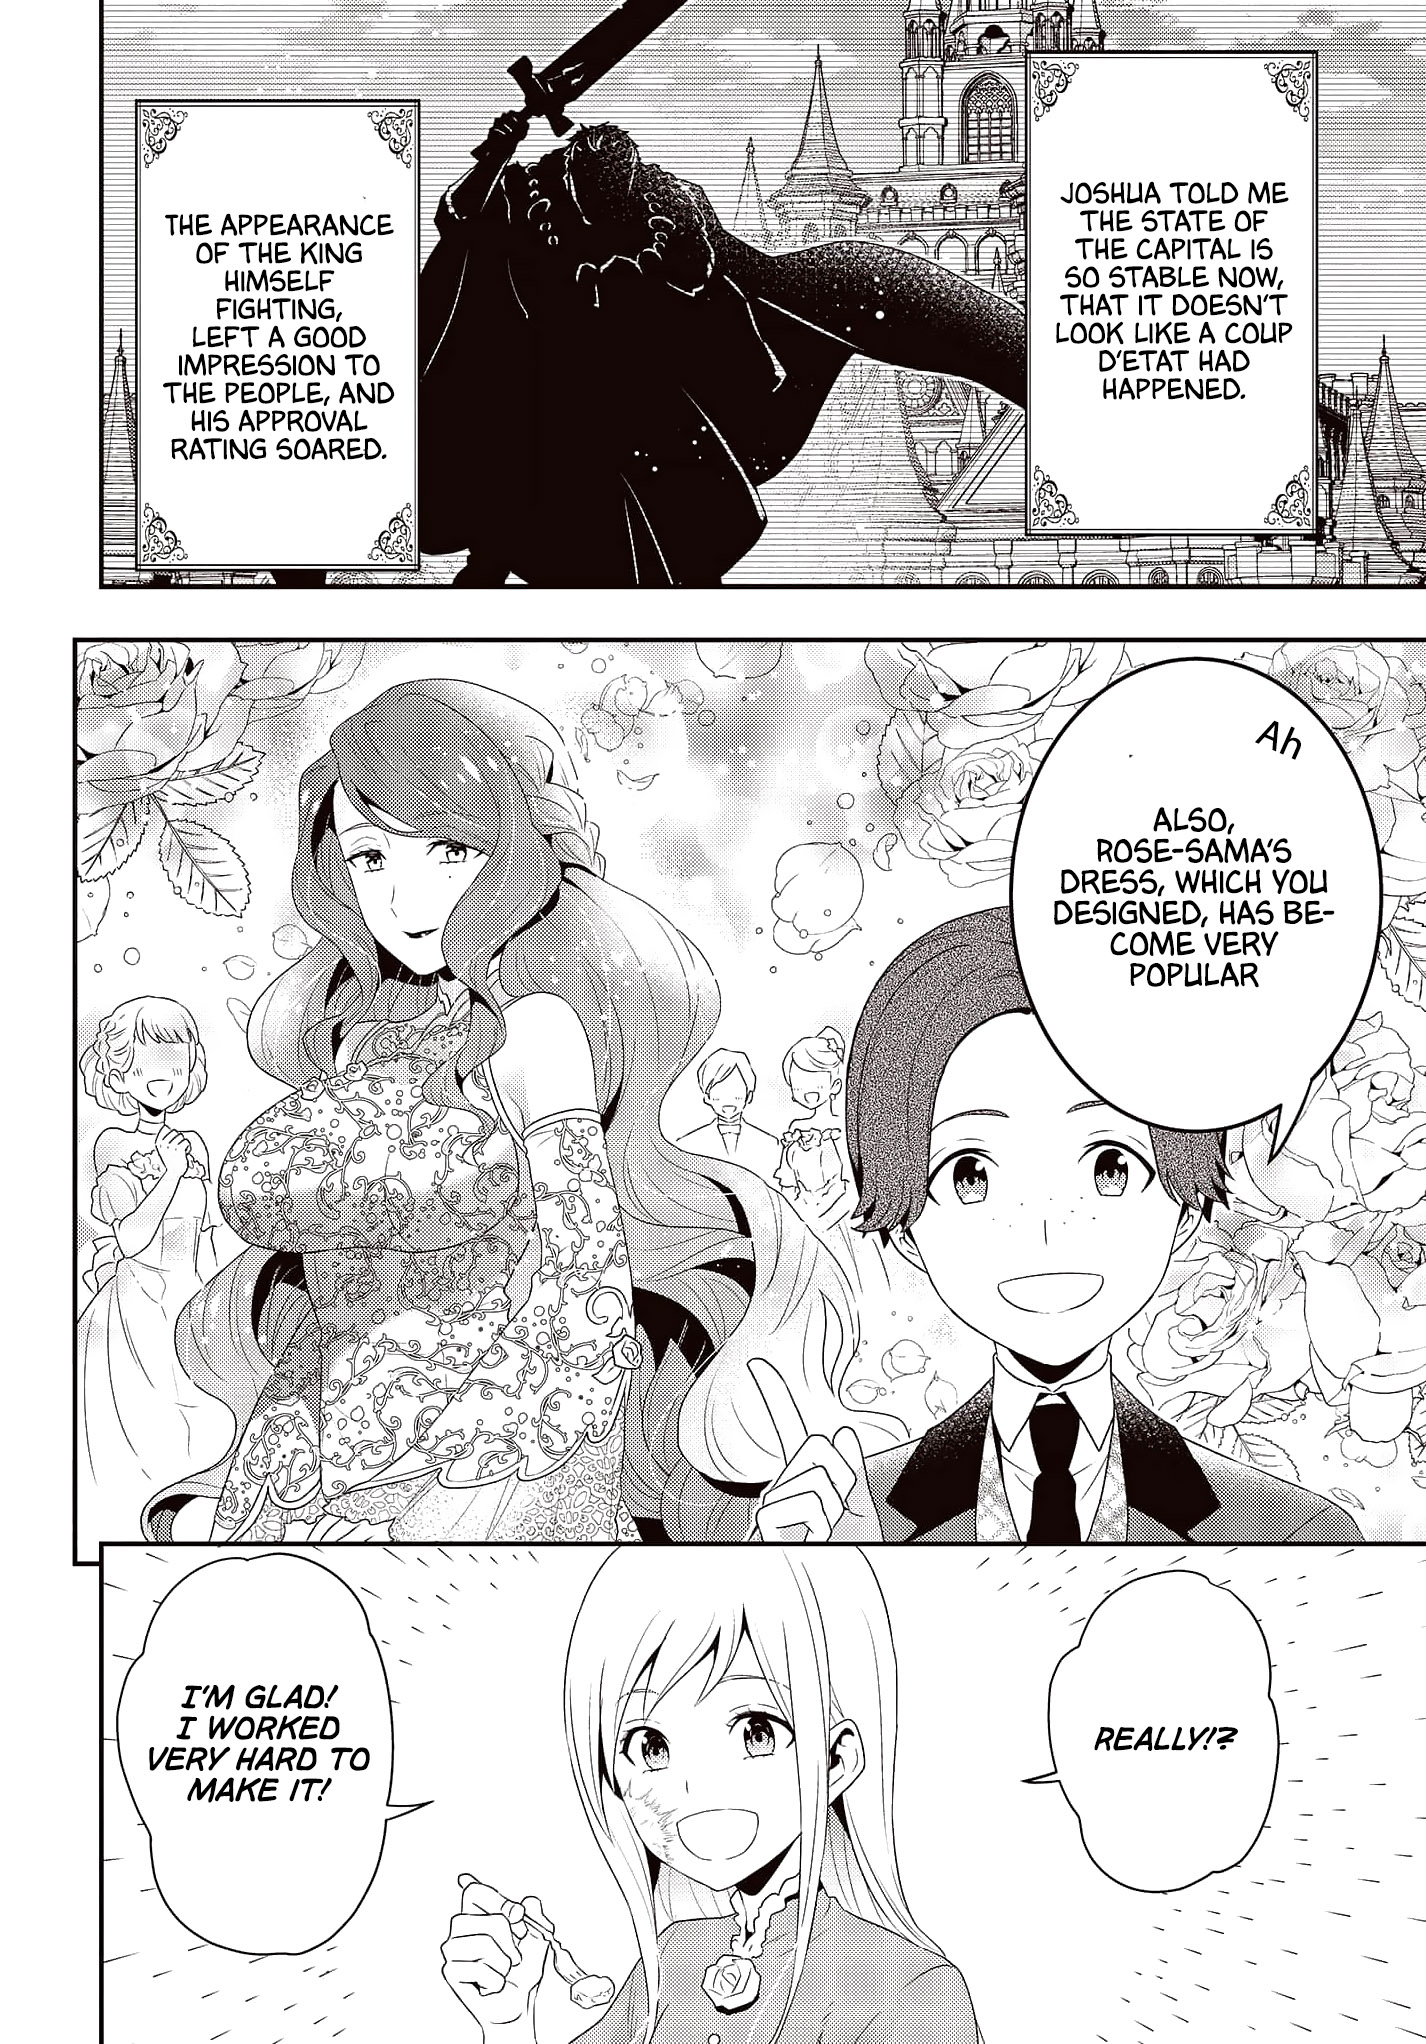 JOSHUA TOLD ME
THE STATE OF
THE CAPITAL IS
SO STABLE NOW,
THAT IT DOESN'T
LOOK LIKE A COUP
D'ETAT HAD
HAPPENED.
THE APPEARANCE
OF THE KING
HIMSELF
FIGHTING,
LEFT A GOOD
IMPRESSION TO
THE PEOPLE, AND
HIS APPROVAL
RATING SOARED.
Ah
ALSO,
ROSE-SAMA'S
DRESS, WHICH YOU
DESIGNED, HAS BE-
COME VERY
POPULAR
REALLY!?
I'M GLAD!
I WORKED
VERY HARD TO
MAKE IT!